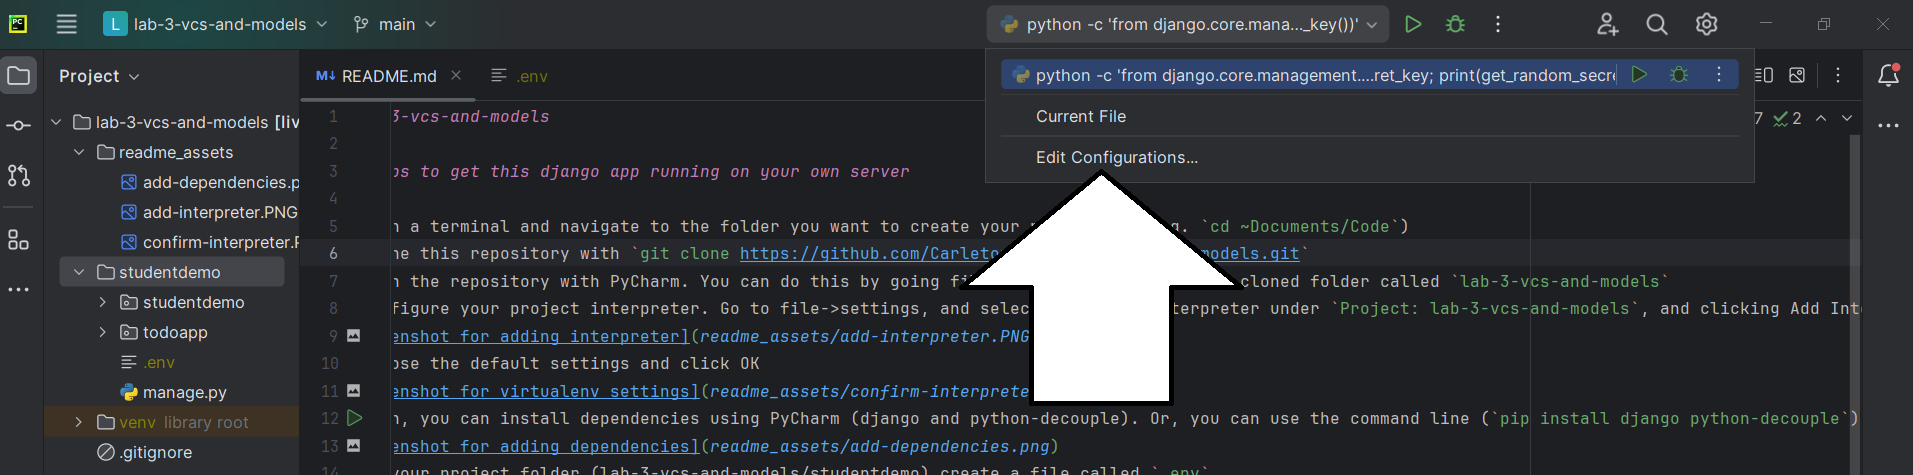 PC
L lab-3-vcs-and-models main python -c 'from django.core.mana..._key())'
Project
README.md .env
python -c 'from django.core.management....ret_key; print(get_random_secre
Current File
Edit Configurations...
7 2
lab-3-vcs-and-models [li
readme_assets
add-dependencies.p
add-interpreter.PNG
confirm-interpreter.
studentdemo
studentdemo
todoapp
.env
manage.py
venv library root
.gitignore
1 3-vcs-and-models
2
3 os to get this django app running on your own server
4
5 n a terminal and navigate to the folder you want to create your g. `cd ~Documents/Code`)
6 ne this repository with `git clone https://github.com/Carleto models.git`
7 n the repository with PyCharm. You can do this by going fi cloned folder called `lab-3-vcs-and-models`
8 figure your project interpreter. Go to file->settings, and selec terpreter under `Project: lab-3-vcs-and-models`, and clicking Add Int
9 enshot for adding interpreter](readme_assets/add-interpreter.PNG
10 ose the default settings and click OK
11 enshot for virtualenv settings](readme_assets/confirm-interprete
12 n, you can install dependencies using PyCharm (django and python-decouple). Or, you can use the command line (`pip install django python-decouple`)
13 enshot for adding dependencies](readme_assets/add-dependencies.png)
14 your project folder (lab-3-vcs-and-models/studentdemo) create a file called `.env`